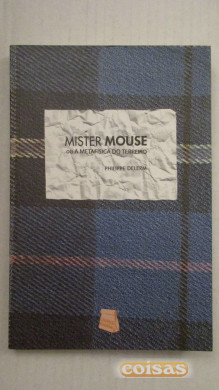 MISTER MOUSE
OU A METAFÍSICA DO TERREIRO
PHILIPPE DELERM
coisas